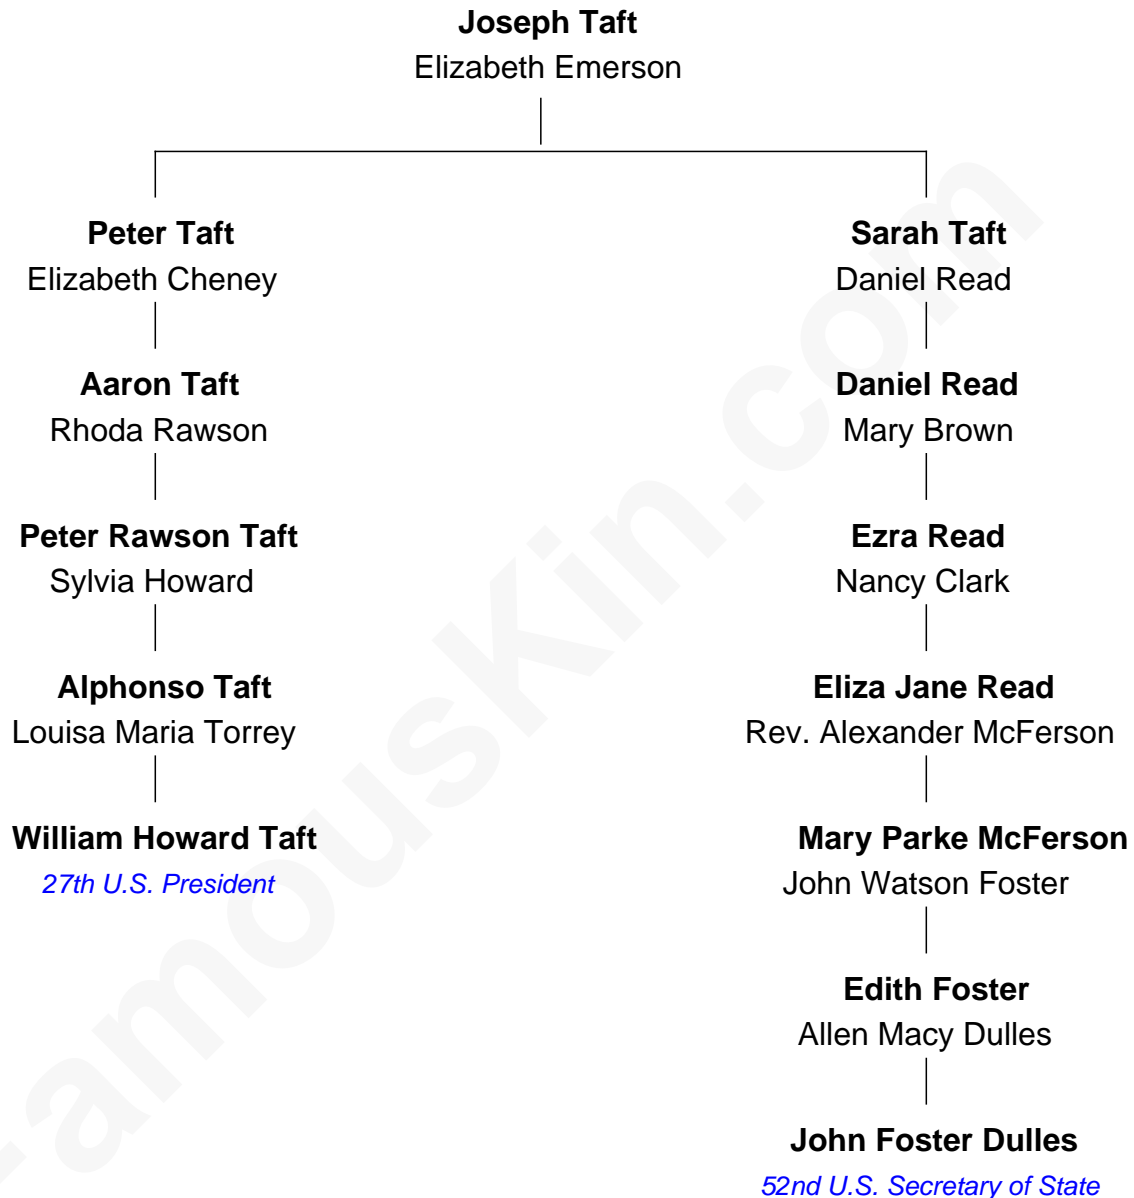 Joseph Taft
Elizabeth Emerson
Peter Taft
Elizabeth Cheney
Sarah Taft
Daniel Read
Aaron Taft
Rhoda Rawson
Daniel Read
Mary Brown
Peter Rawson Taft
Sylvia Howard
Ezra Read
Nancy Clark
Alphonso Taft
Louisa Maria Torrey
Eliza Jane Read
Rev. Alexander McFerson
William Howard Taft
27th U.S. President
Mary Parke McFerson
John Watson Foster
Edith Foster
Allen Macy Dulles
John Foster Dulles
52nd U.S. Secretary of State
FamousKin.com